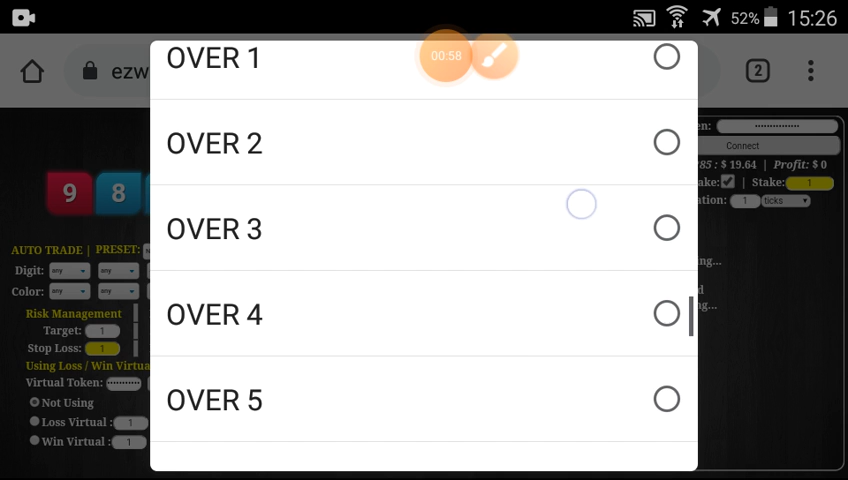 52% 15:26
00:58
2
ezw
OVER 1
OVER 2
OVER 3
OVER 4
OVER 5
9 8
AUTO TRADE | PRESET:
Digit: any any
Color: any any
Risk Management
Target: 1
Stop Loss: 1
Using Loss / Win Virtua
Virtual Token:
Not Using
Loss Virtual : 1
Win Virtual : 1
en:
Connect
85 : $ 19.64 | Profit: $ 0
ake: | Stake: 1
ation: 1 ticks
ng...
d
g...